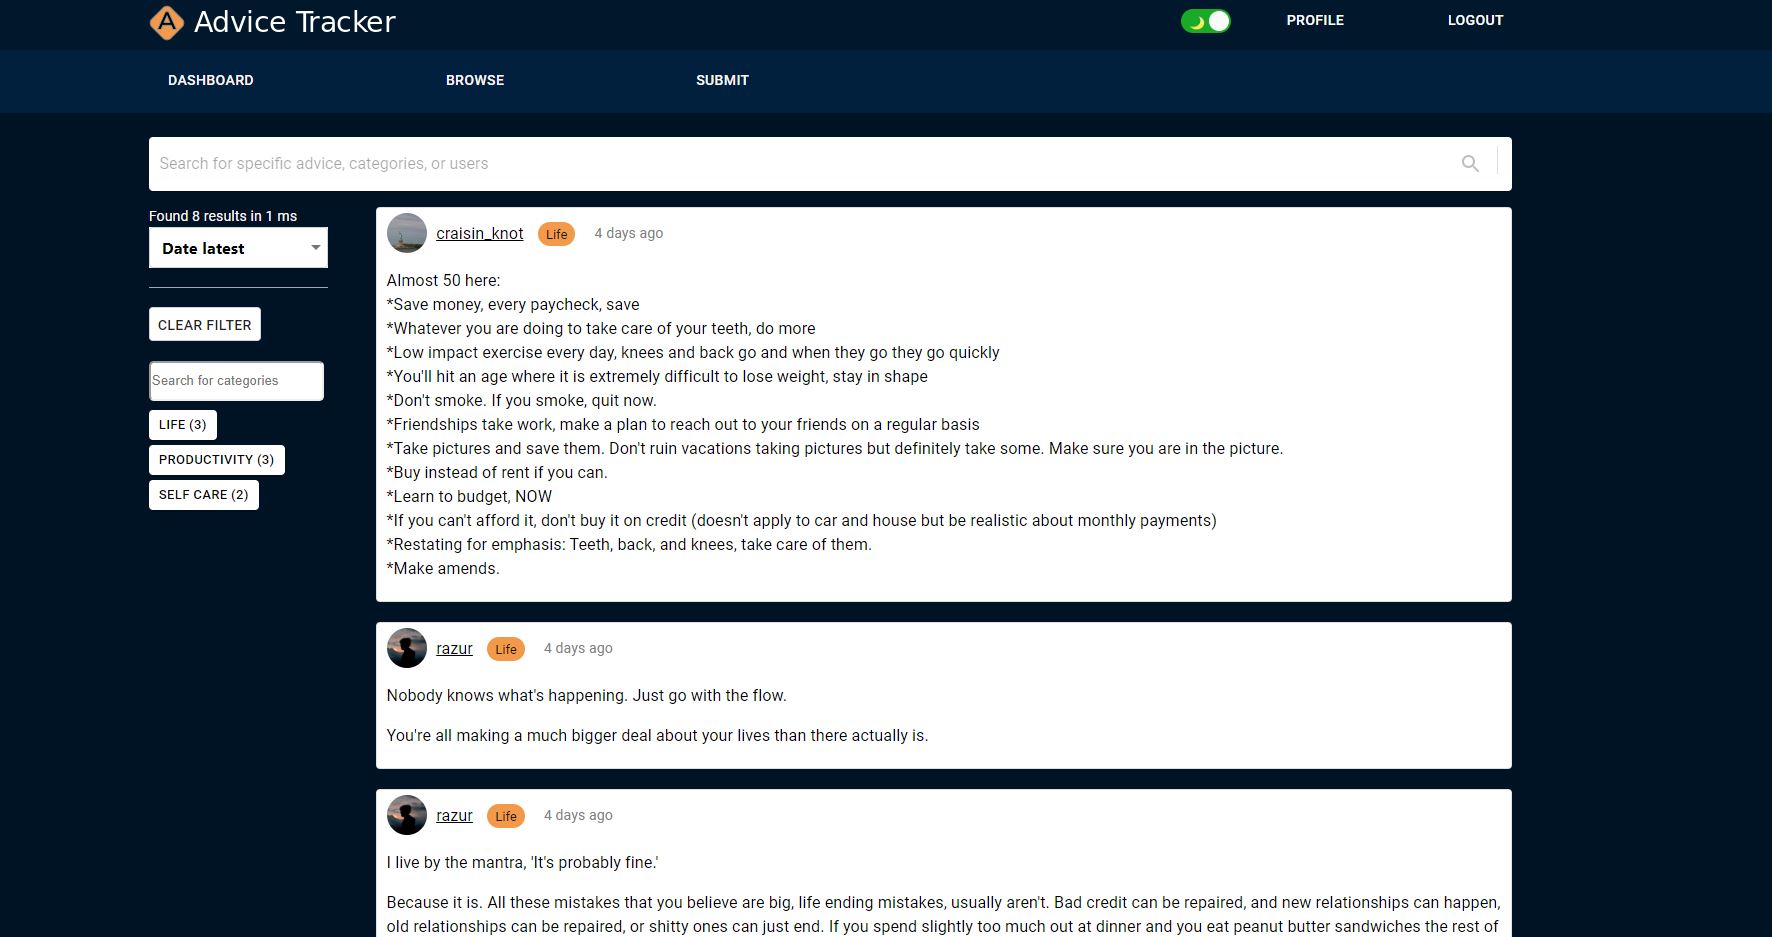 A Advice Tracker
PROFILE
LOGOUT
DASHBOARD
BROWSE
SUBMIT
Search for specific advice, categories, or users
Found 8 results in 1 ms
Date latest
CLEAR FILTER
Search for categories
LIFE (3)
PRODUCTIVITY (3)
SELF CARE (2)
craisin_knot Life 4 days ago
Almost 50 here:
*Save money, every paycheck, save
*Whatever you are doing to take care of your teeth, do more
*Low impact exercise every day, knees and back go and when they go they go quickly
*You'll hit an age where it is extremely difficult to lose weight, stay in shape
*Don't smoke. If you smoke, quit now.
*Friendships take work, make a plan to reach out to your friends on a regular basis
*Take pictures and save them. Don't ruin vacations taking pictures but definitely take some. Make sure you are in the picture.
*Buy instead of rent if you can.
*Learn to budget, NOW
*If you can't afford it, don't buy it on credit (doesn't apply to car and house but be realistic about monthly payments)
*Restating for emphasis: Teeth, back, and knees, take care of them.
*Make amends.
razur Life 4 days ago
Nobody knows what's happening. Just go with the flow.
You're all making a much bigger deal about your lives than there actually is.
razur Life 4 days ago
I live by the mantra, 'It's probably fine.'
Because it is. All these mistakes that you believe are big, life ending mistakes, usually aren't. Bad credit can be repaired, and new relationships can happen,
old relationships can be repaired, or shitty ones can just end. If you spend slightly too much out at dinner and you eat peanut butter sandwiches the rest of